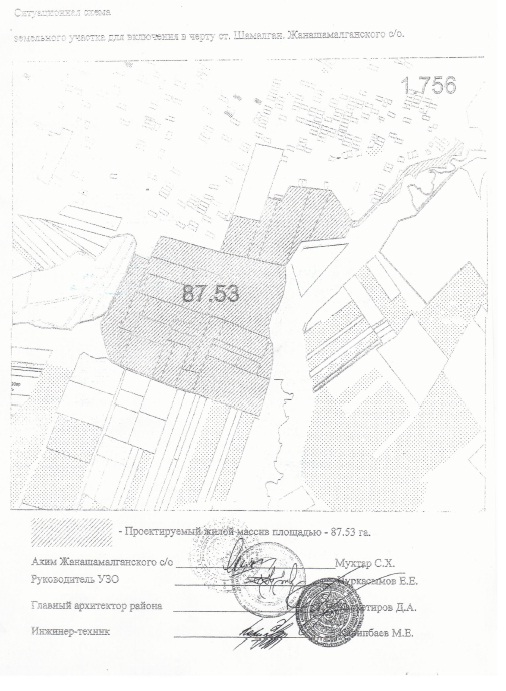 Ситуационная схема
земельного участка для включения в черту ст. Шамалган, Жанашамалганского с/о.
1.756
87.53
- Проектируемый жилой массив площадью - 87.53 га.
Аким Жанашамалганского с/о Мухтар С.Х.
Руководитель УЗО Нуркасымов Е.Е.
Главный архитектор района Д.А.
Инженер-техник М.Е.